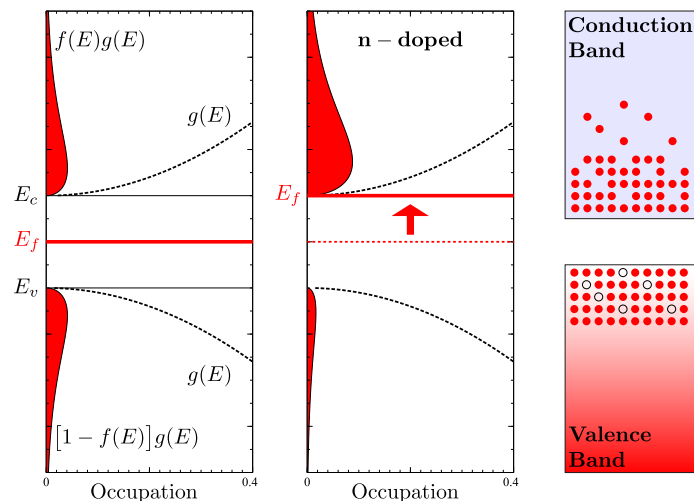 f(E)g(E)
g(E)
E_c
E_f
E_v
g(E)
[1 − f(E)]g(E)
0
0.4
Occupation
n − doped
E_f
0
0.4
Occupation
Conduction
Band
Valence
Band